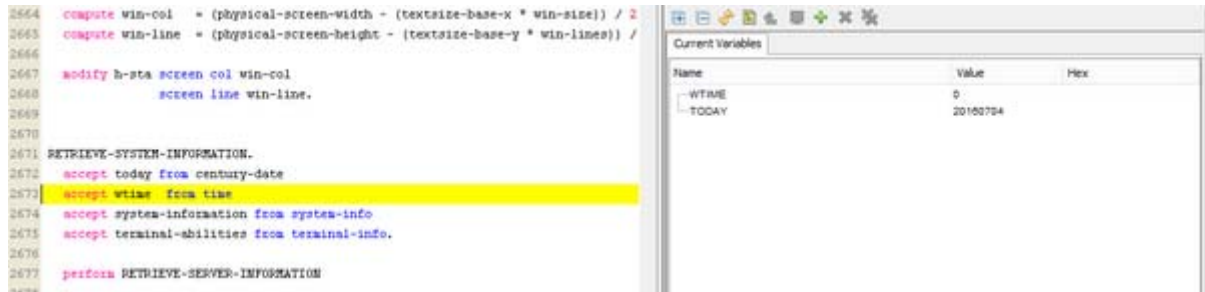 2664 compute win-col = (physical-screen-width - (textsize-base-x * win-size)) / 2
2665 compute win-line = (physical-screen-height - (textsize-base-y * win-lines)) /
2666
2667 modify h-sta screen col win-col
2668 screen line win-line.
2669
2670
2671 RETRIEVE-SYSTEM-INFORMATION.
2672 accept today from century-date
2673 accept wtime from time
2674 accept system-information from system-info
2675 accept terminal-abilities from terminal-info.
2676
2677 perform RETRIEVE-SERVER-INFORMATION
Current Variables
Name Value Hex
WTIME 0
TODAY 20160704